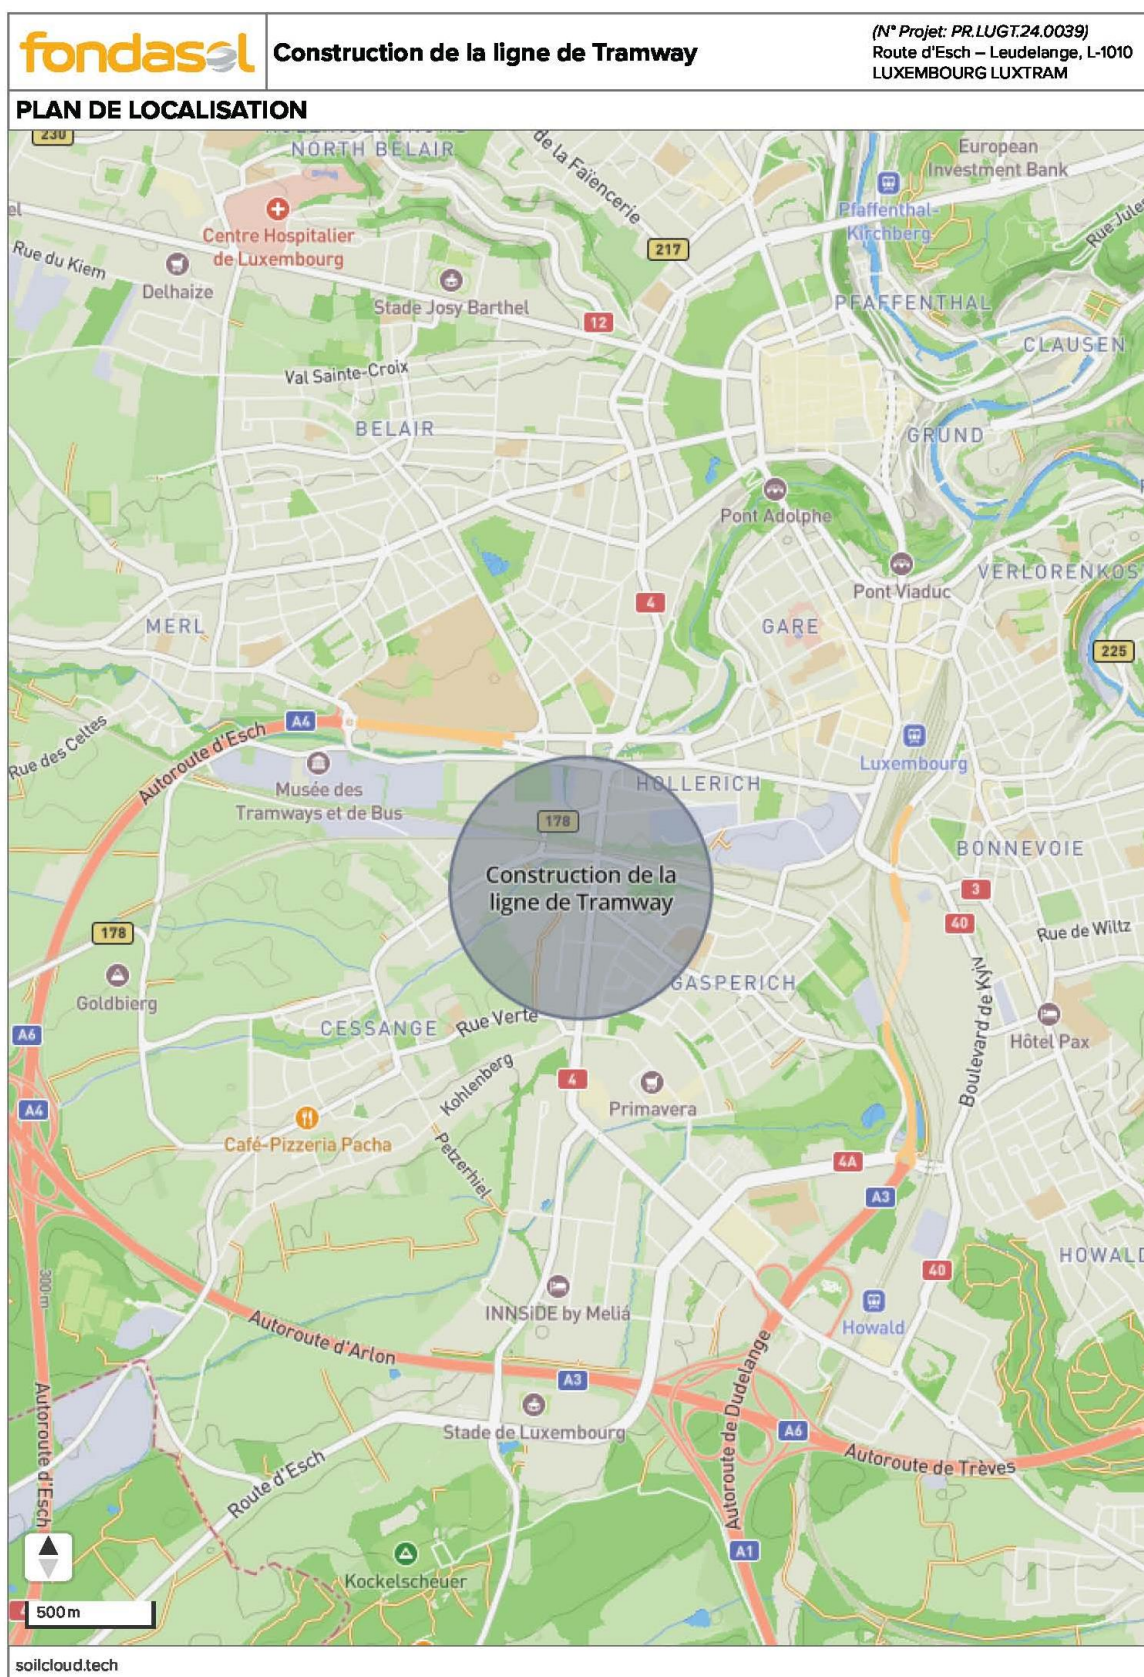 fondasol
Construction de la ligne de Tramway
(N° Projet: PR.LUGT.24.0039)
Route d'Esch – Leudelange, L-1010
LUXEMBOURG LUXTRAM
PLAN DE LOCALISATION
230
NORTH BELAIR
de la Faïencerie
European
Investment Bank
Centre Hospitalier
de Luxembourg
Rue du Kiem
Delhaize
Stade Josy Barthel
217
Pfaffenthal-
Kirchberg
Rue Jules
PFAFFENTHAL
12
CLAUSEN
Val Sainte-Croix
BELAIR
GRUND
Pont Adolphe
Pont Viaduc
VERLORENKOS
4
MERL
GARE
225
A4
Rue des Celtes
Autoroute d'Esch
Luxembourg
Musée des
Tramways et de Bus
HOLLERICH
178
BONNEVOIE
Construction de la
ligne de Tramway
3
40
178
Rue de Wiltz
Goldbierg
GASPERICH
CESSANGE
Rue Verte
Boulevard de Kyiv
Hôtel Pax
A6
4
Kohlenberg
Primavera
A4
Café-Pizzeria Pacha
Petzerhiel
4A
A3
HOWALD
40
300m
INNSiDE by Meliá
Howald
Autoroute d'Arlon
A3
Autoroute de Dudelange
Stade de Luxembourg
A6
Autoroute d'Esch
Route d'Esch
Autoroute de Trèves
A1
Kockelscheuer
500m
soilcloud.tech